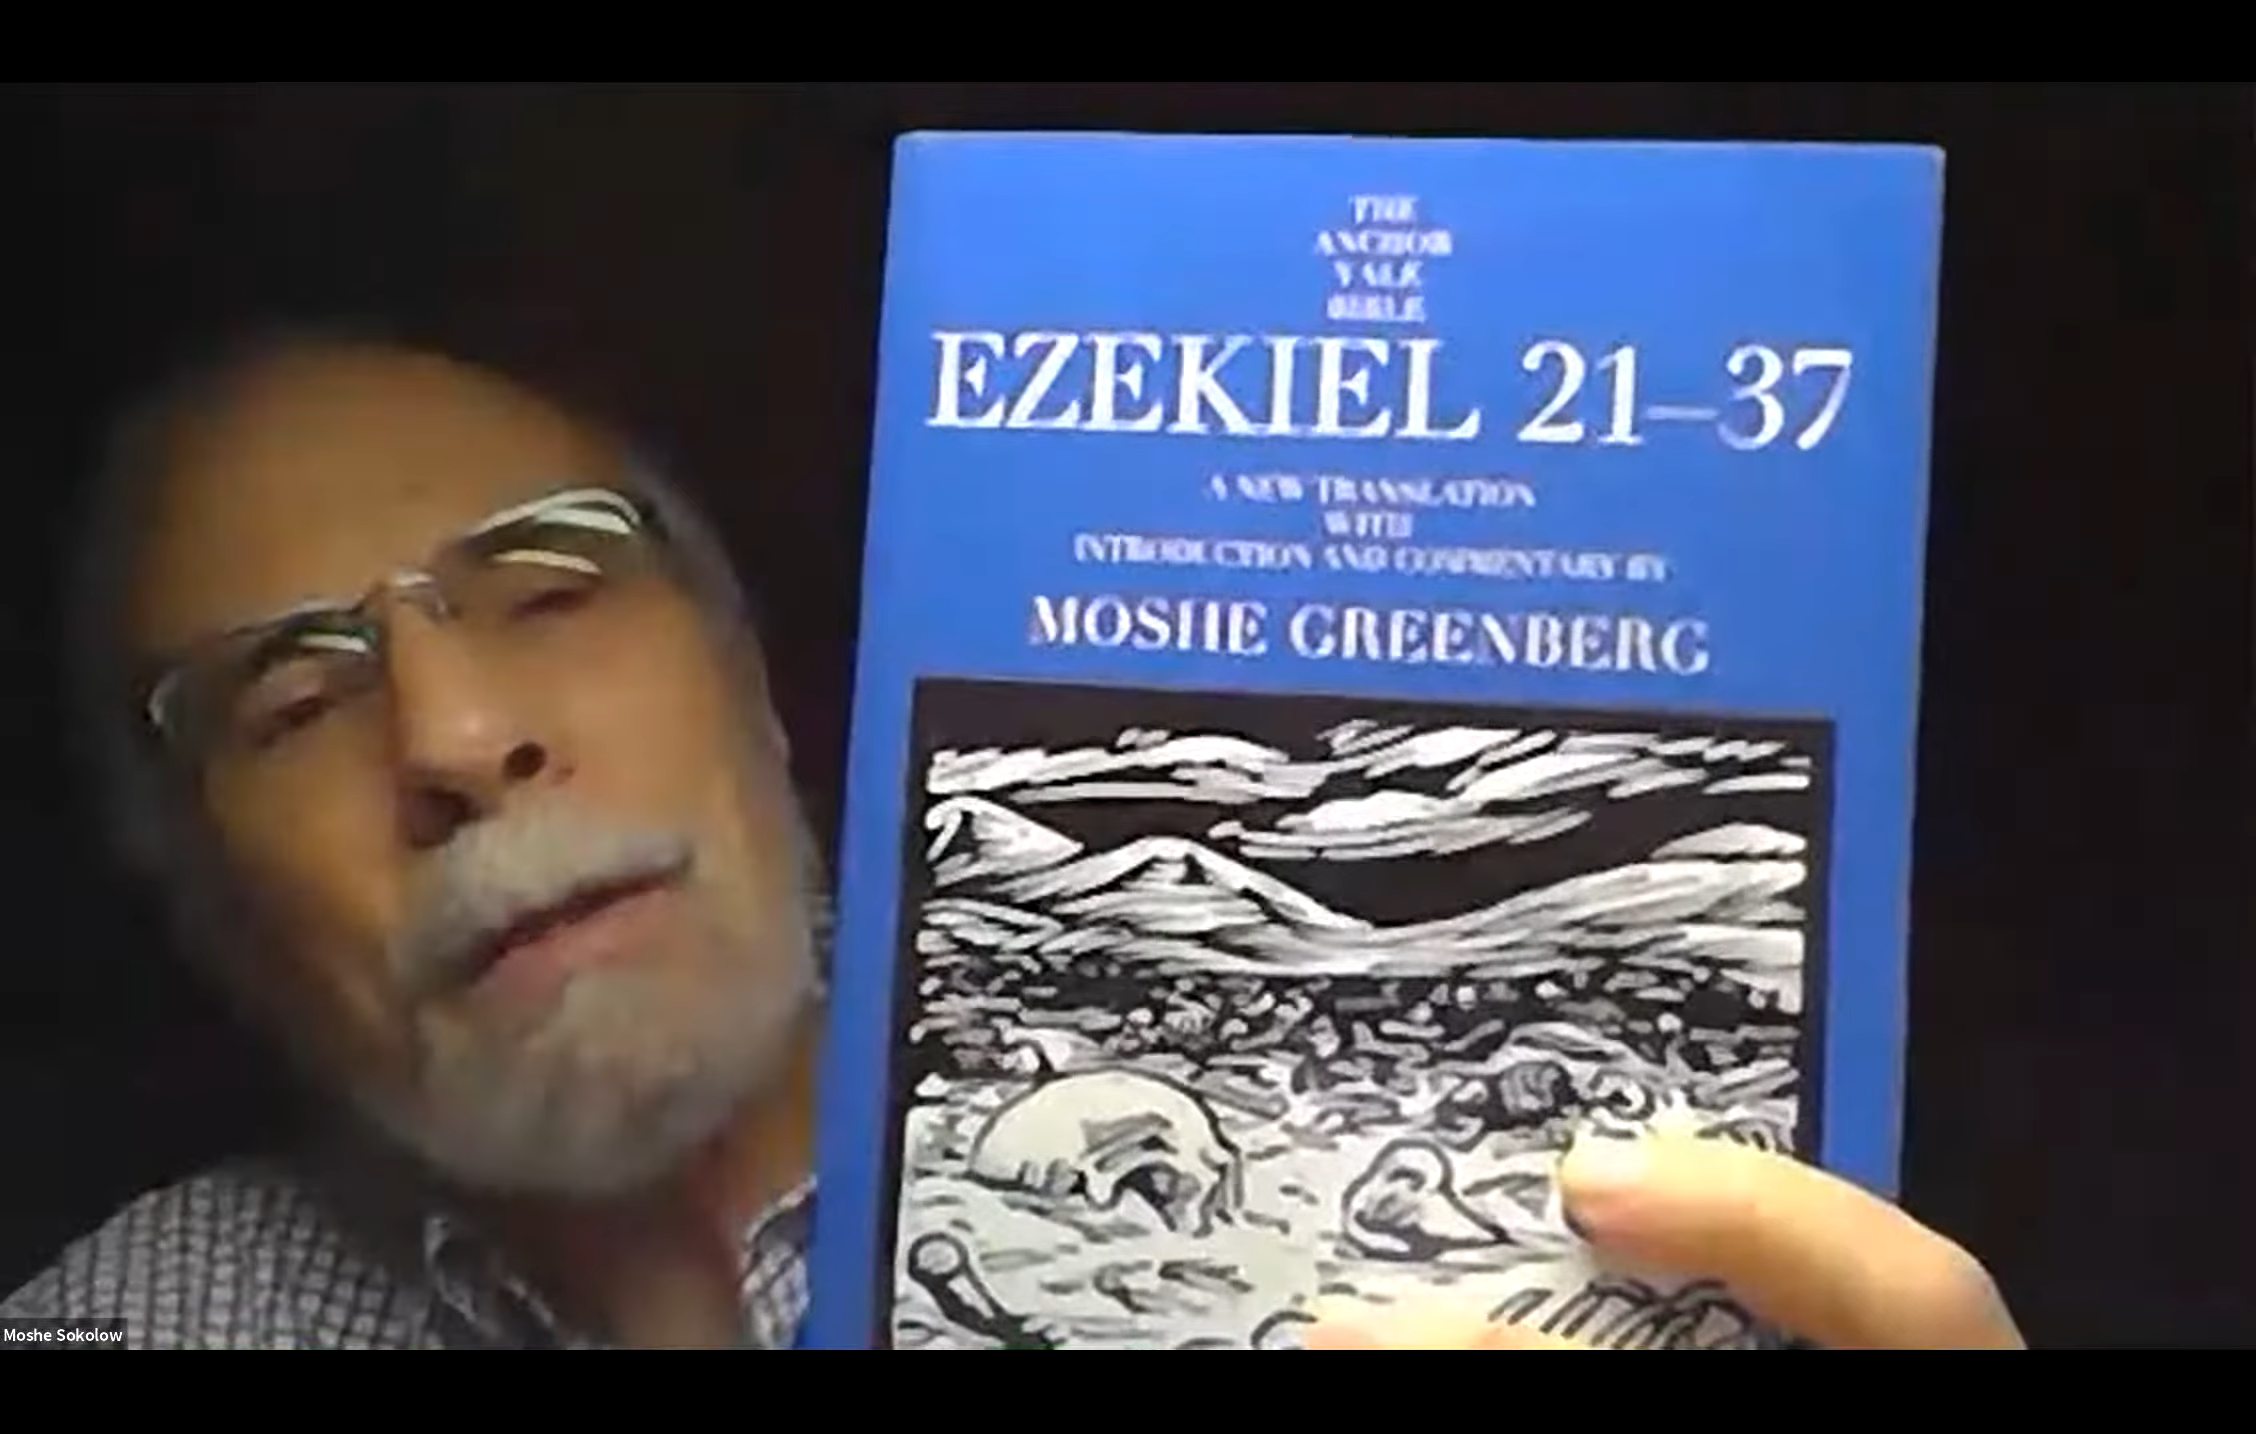 THE
ANCHOR
YALE
BIBLE
EZEKIEL 21–37
A NEW TRANSLATION
WITH
INTRODUCTION AND COMMENTARY BY
MOSHE GREENBERG
Moshe Sokolow